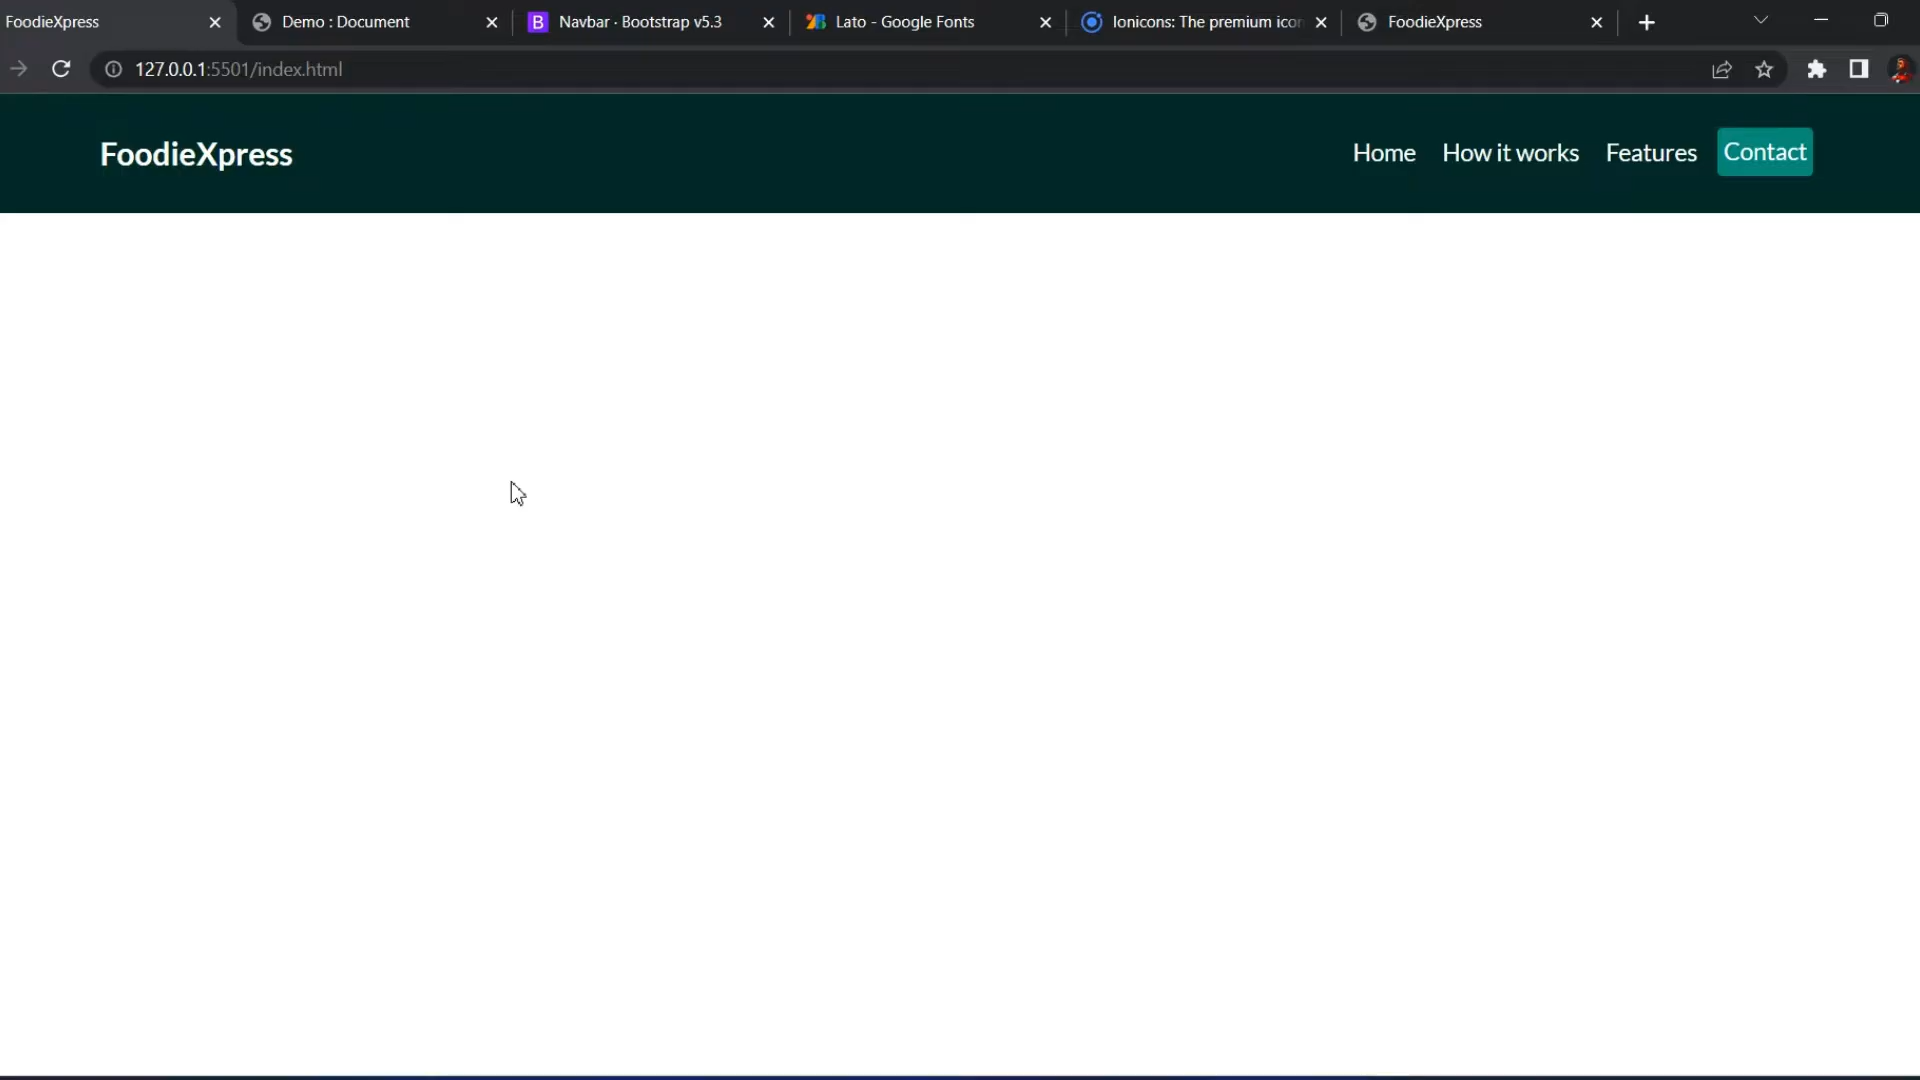 FoodieXpress
Demo : Document
B
Navbar · Bootstrap v5.3
Lato - Google Fonts
Ionicons: The premium icon
FoodieXpress
127.0.0.1:5501/index.html
FoodieXpress
Home
How it works
Features
Contact